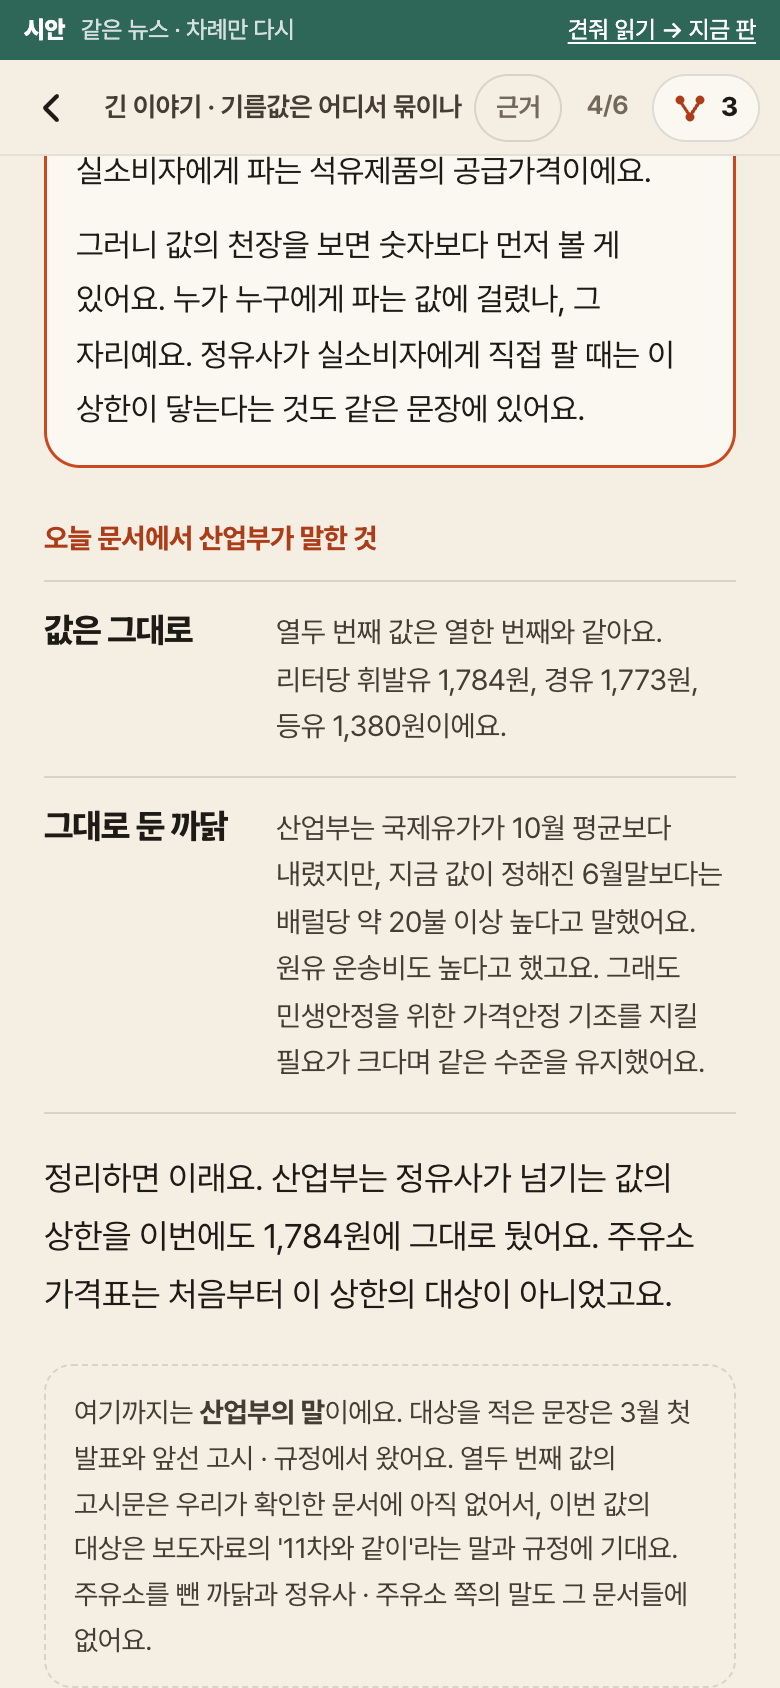 시안 같은 뉴스 · 차례만 다시 견줘 읽기 → 지금 판
긴 이야기 · 기름값은 어디서 묶이나 근거 4/6 3
실소비자에게 파는 석유제품의 공급가격이에요.
그러니 값의 천장을 보면 숫자보다 먼저 볼 게
있어요. 누가 누구에게 파는 값에 걸렸나, 그
자리예요. 정유사가 실소비자에게 직접 팔 때는 이
상한이 닿는다는 것도 같은 문장에 있어요.
오늘 문서에서 산업부가 말한 것
값은 그대로
열두 번째 값은 열한 번째와 같아요.
리터당 휘발유 1,784원, 경유 1,773원,
등유 1,380원이에요.
그대로 둔 까닭
산업부는 국제유가가 10월 평균보다
내렸지만, 지금 값이 정해진 6월말보다는
배럴당 약 20불 이상 높다고 말했어요.
원유 운송비도 높다고 했고요. 그래도
민생안정을 위한 가격안정 기조를 지킬
필요가 크다며 같은 수준을 유지했어요.
정리하면 이래요. 산업부는 정유사가 넘기는 값의
상한을 이번에도 1,784원에 그대로 뒀어요. 주유소
가격표는 처음부터 이 상한의 대상이 아니었고요.
여기까지는 산업부의 말이에요. 대상을 적은 문장은 3월 첫
발표와 앞선 고시 · 규정에서 왔어요. 열두 번째 값의
고시문은 우리가 확인한 문서에 아직 없어서, 이번 값의
대상은 보도자료의 '11차와 같이'라는 말과 규정에 기대요.
주유소를 뺀 까닭과 정유사 · 주유소 쪽의 말도 그 문서들에
없어요.